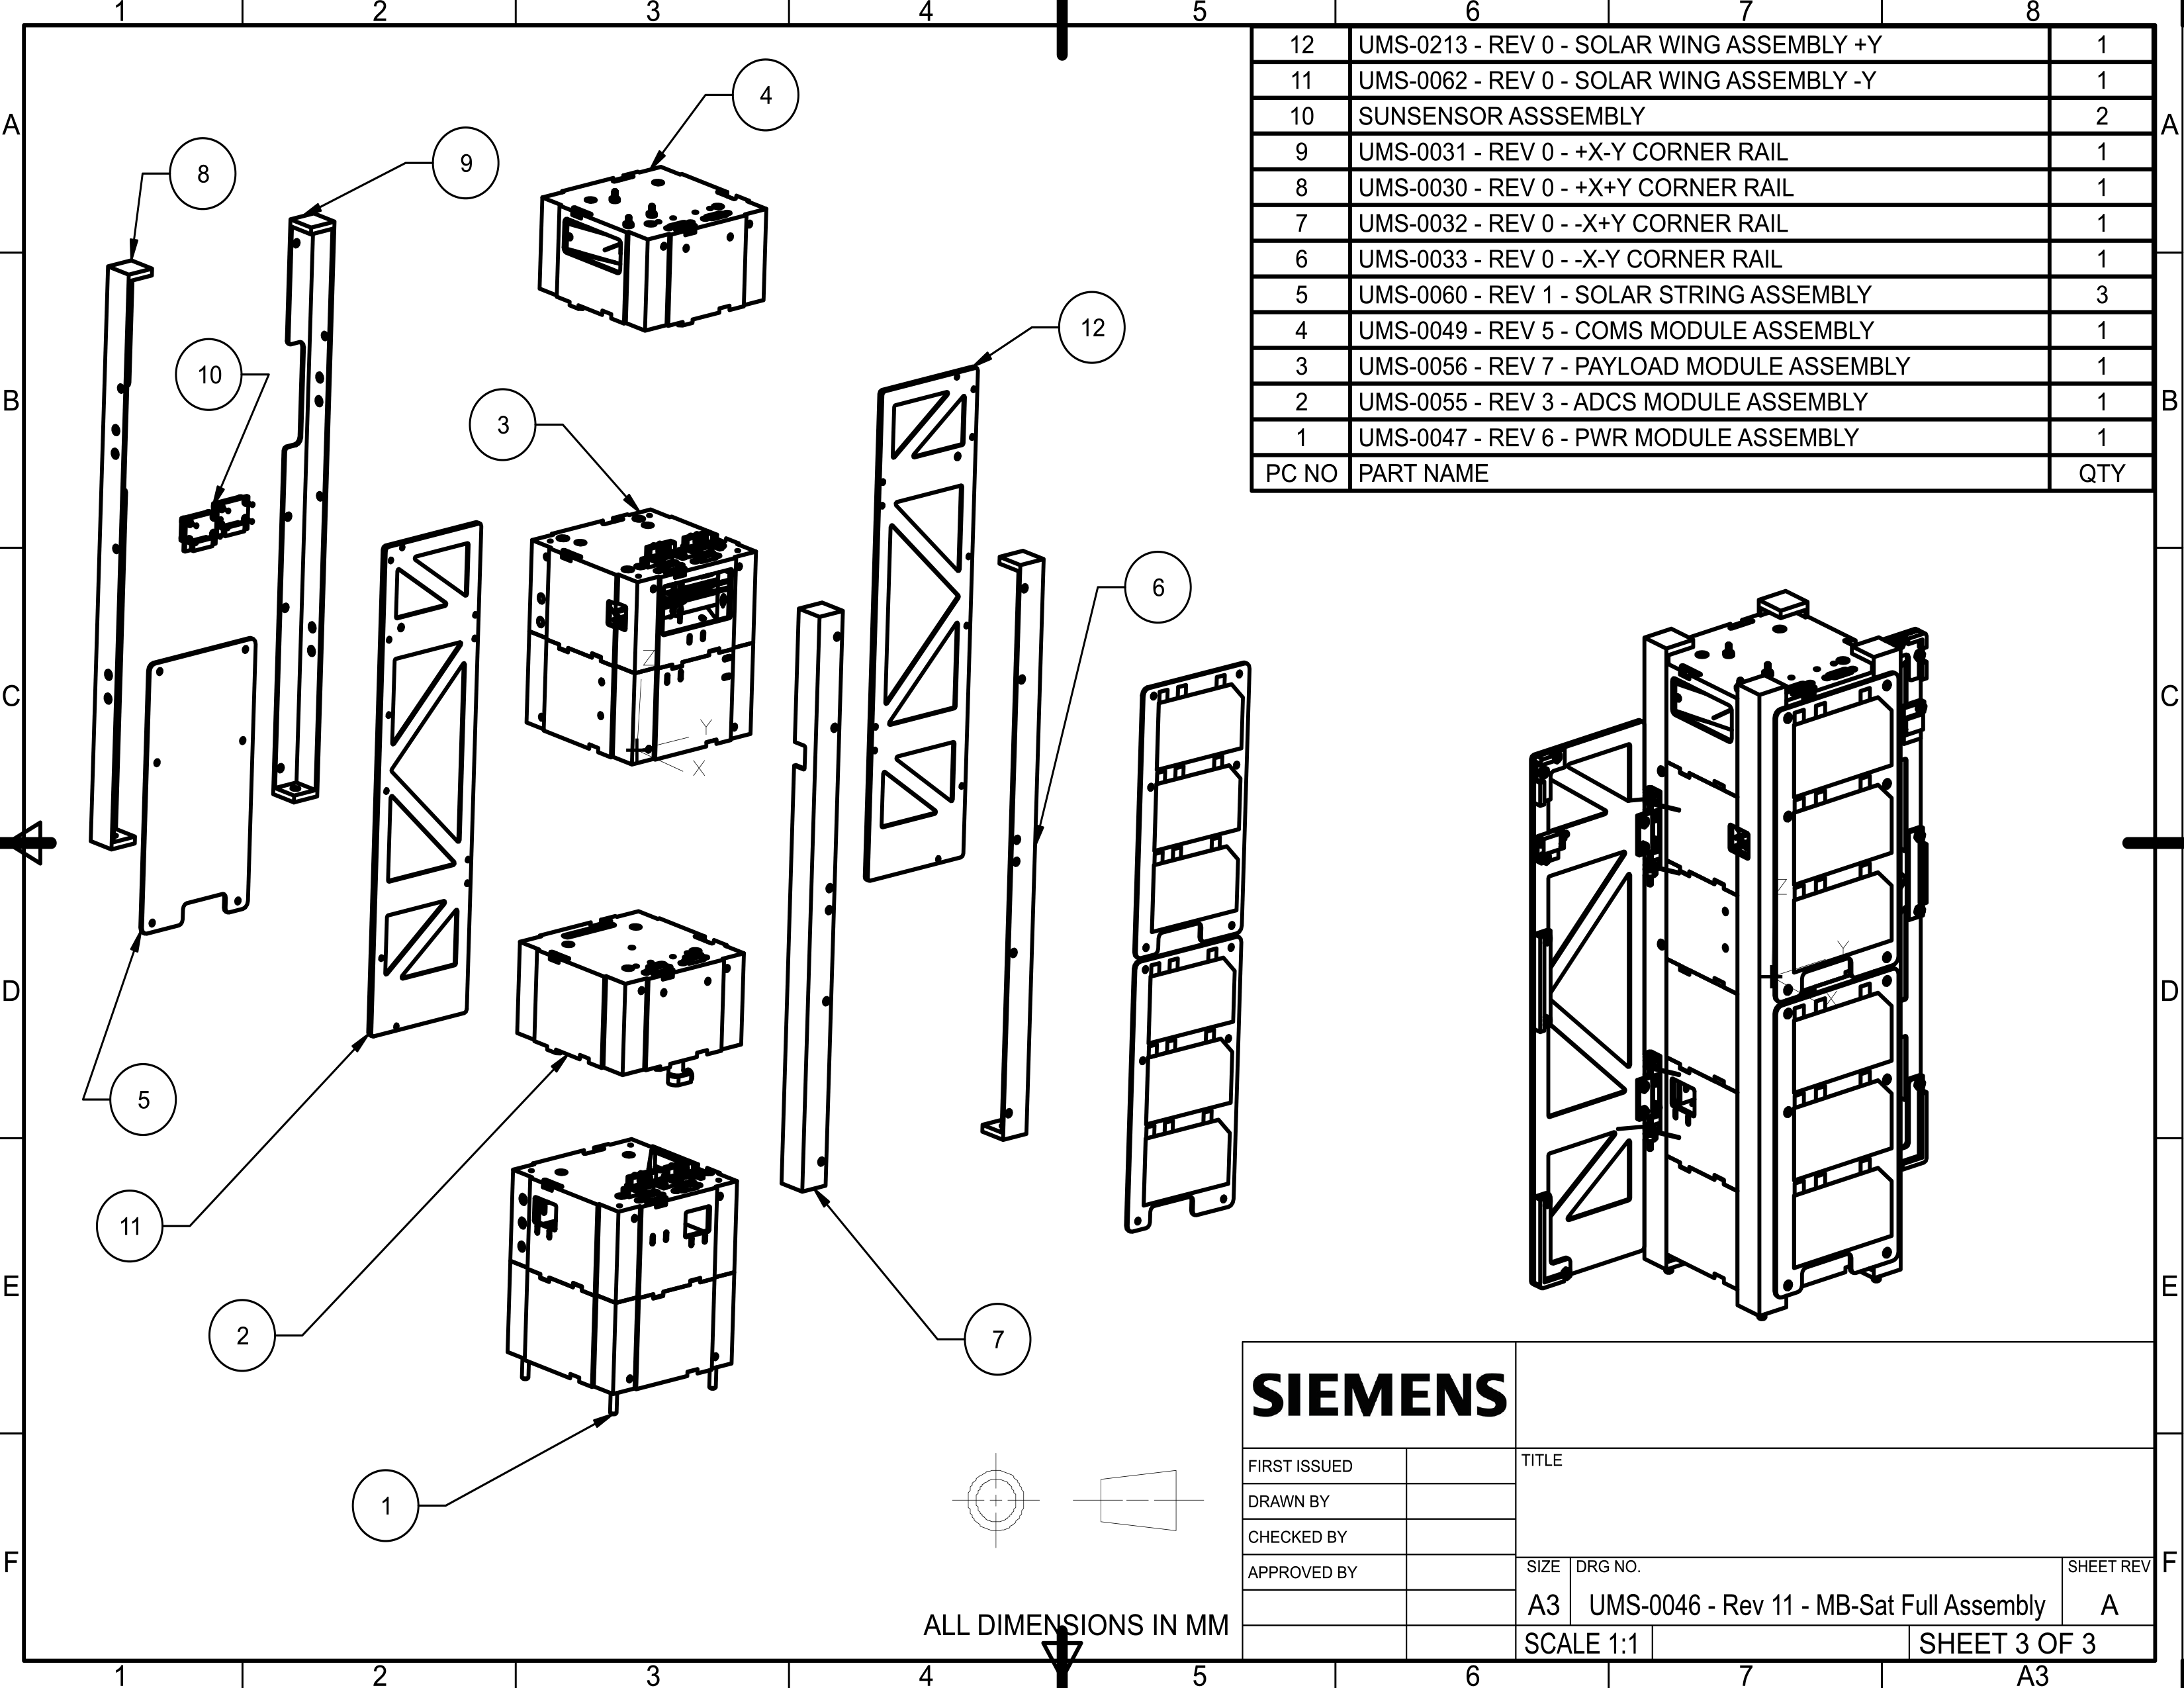 1 2 3 4 5 6 7 8
A A
B B
C C
D D
E E
F F
12 UMS-0213 - REV 0 - SOLAR WING ASSEMBLY +Y 1
11 UMS-0062 - REV 0 - SOLAR WING ASSEMBLY -Y 1
10 SUNSENSOR ASSSEMBLY 2
9 UMS-0031 - REV 0 - +X-Y CORNER RAIL 1
8 UMS-0030 - REV 0 - +X+Y CORNER RAIL 1
7 UMS-0032 - REV 0 - -X+Y CORNER RAIL 1
6 UMS-0033 - REV 0 - -X-Y CORNER RAIL 1
5 UMS-0060 - REV 1 - SOLAR STRING ASSEMBLY 3
4 UMS-0049 - REV 5 - COMS MODULE ASSEMBLY 1
3 UMS-0056 - REV 7 - PAYLOAD MODULE ASSEMBLY 1
2 UMS-0055 - REV 3 - ADCS MODULE ASSEMBLY 1
1 UMS-0047 - REV 6 - PWR MODULE ASSEMBLY 1
PC NO PART NAME QTY
4
9
8
12
10
3
6
Z
Y
X
Z
Y
X
5
11
2
7
1
SIEMENS
FIRST ISSUED
DRAWN BY
CHECKED BY
APPROVED BY
TITLE
SIZE DRG NO. SHEET REV
A3 UMS-0046 - Rev 11 - MB-Sat Full Assembly A
SCALE 1:1 SHEET 3 OF 3
ALL DIMENSIONS IN MM
1 2 3 4 5 6 7 A3